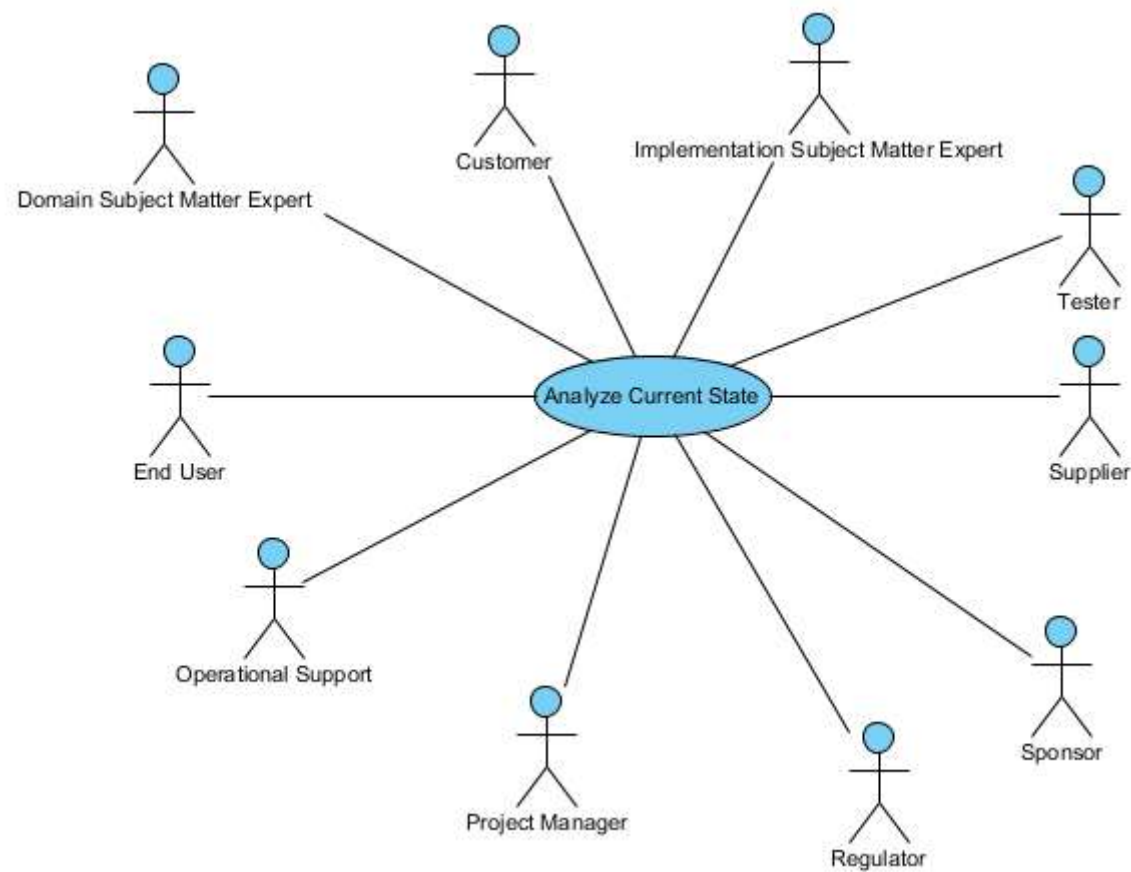 Customer
Implementation Subject Matter Expert
Domain Subject Matter Expert
Tester
Analyze Current State
End User
Supplier
Operational Support
Sponsor
Project Manager
Regulator